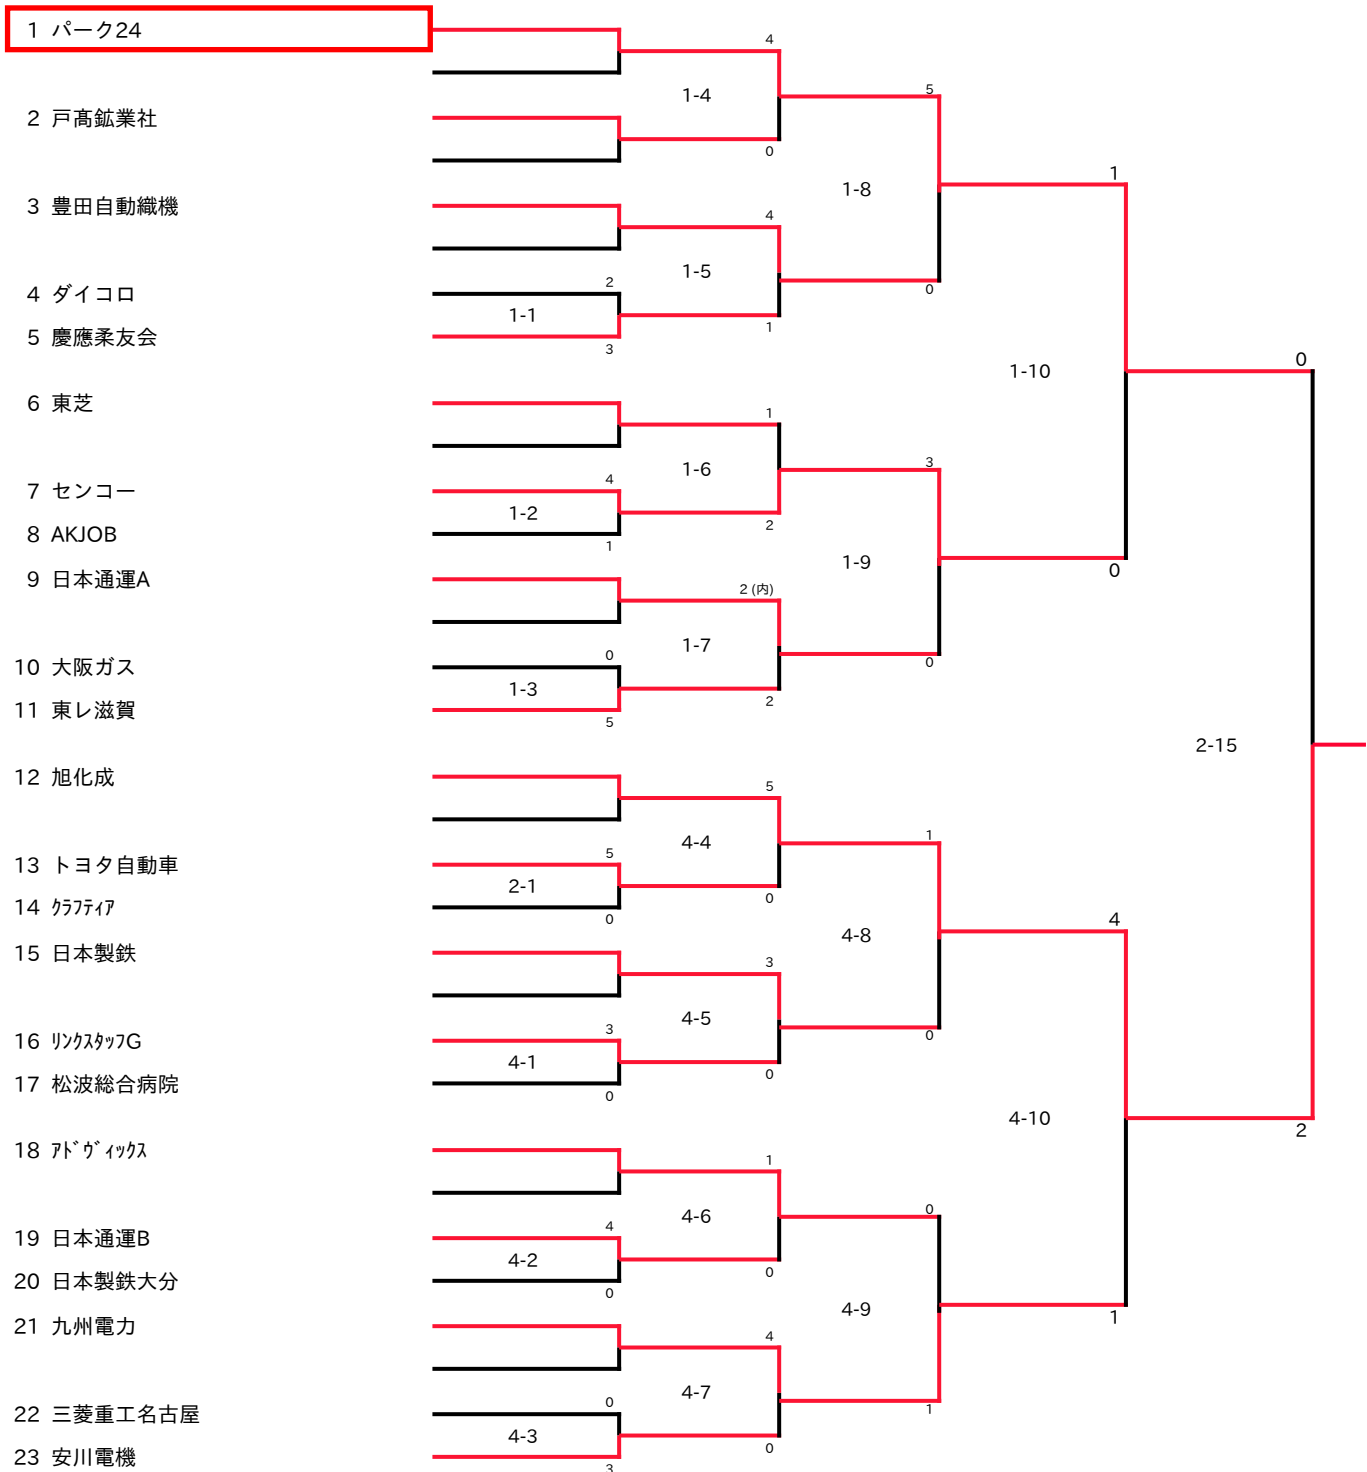 1 パーク24
4
1-4
5
2 戸髙鉱業社
0
1
1-8
3 豊田自動織機
4
1-5
4 ダイコロ
2
0
1-1
1
5 慶應柔友会
3
0
1-10
6 東芝
1
1-6
3
7 センコー
4
1-2
2
8 AKJOB
1
1-9
0
9 日本通運A
2 (内)
1-7
10 大阪ガス
0
0
1-3
2
11 東レ滋賀
5
2-15
12 旭化成
5
4-4
1
13 トヨタ自動車
5
2-1
0
14 ｸﾗﾌﾃｨｱ
0
4
4-8
15 日本製鉄
3
4-5
16 ﾘﾝｸｽﾀｯﾌG
3
0
4-1
0
17 松波総合病院
0
4-10
2
18 ｱﾄﾞｳﾞｨｯｸｽ
1
4-6
0
19 日本通運B
4
4-2
0
20 日本製鉄大分
0
4-9
1
21 九州電力
4
4-7
22 三菱重工名古屋
0
1
4-3
0
23 安川電機
3